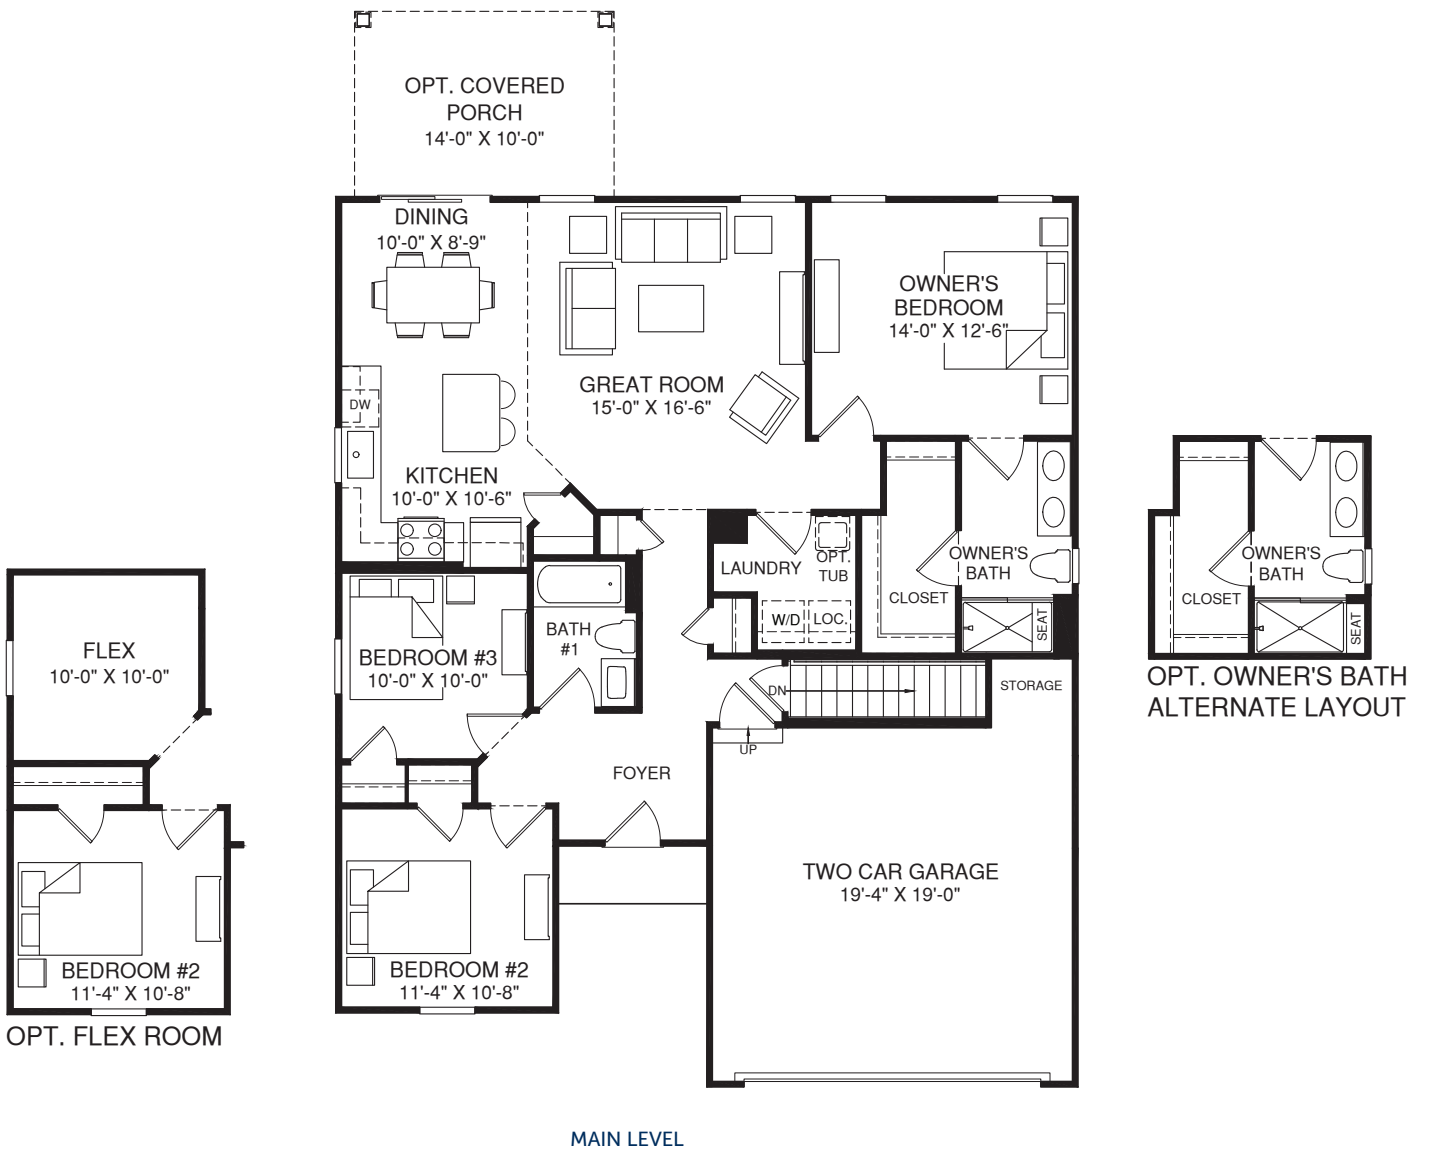 OPT. COVERED
PORCH
14'-0" X 10'-0"
DINING
10'-0" X 8'-9"
OWNER'S
BEDROOM
14'-0" X 12'-6"
GREAT ROOM
15'-0" X 16'-6"
DW
KITCHEN
10'-0" X 10'-6"
LAUNDRY
OPT.
TUB
W/D
LOC.
CLOSET
OWNER'S
BATH
SEAT
BATH
#1
BEDROOM #3
10'-0" X 10'-0"
DN
STORAGE
UP
FOYER
TWO CAR GARAGE
19'-4" X 19'-0"
BEDROOM #2
11'-4" X 10'-8"
FLEX
10'-0" X 10'-0"
BEDROOM #2
11'-4" X 10'-8"
OPT. FLEX ROOM
OWNER'S
BATH
CLOSET
SEAT
OPT. OWNER'S BATH
ALTERNATE LAYOUT
MAIN LEVEL